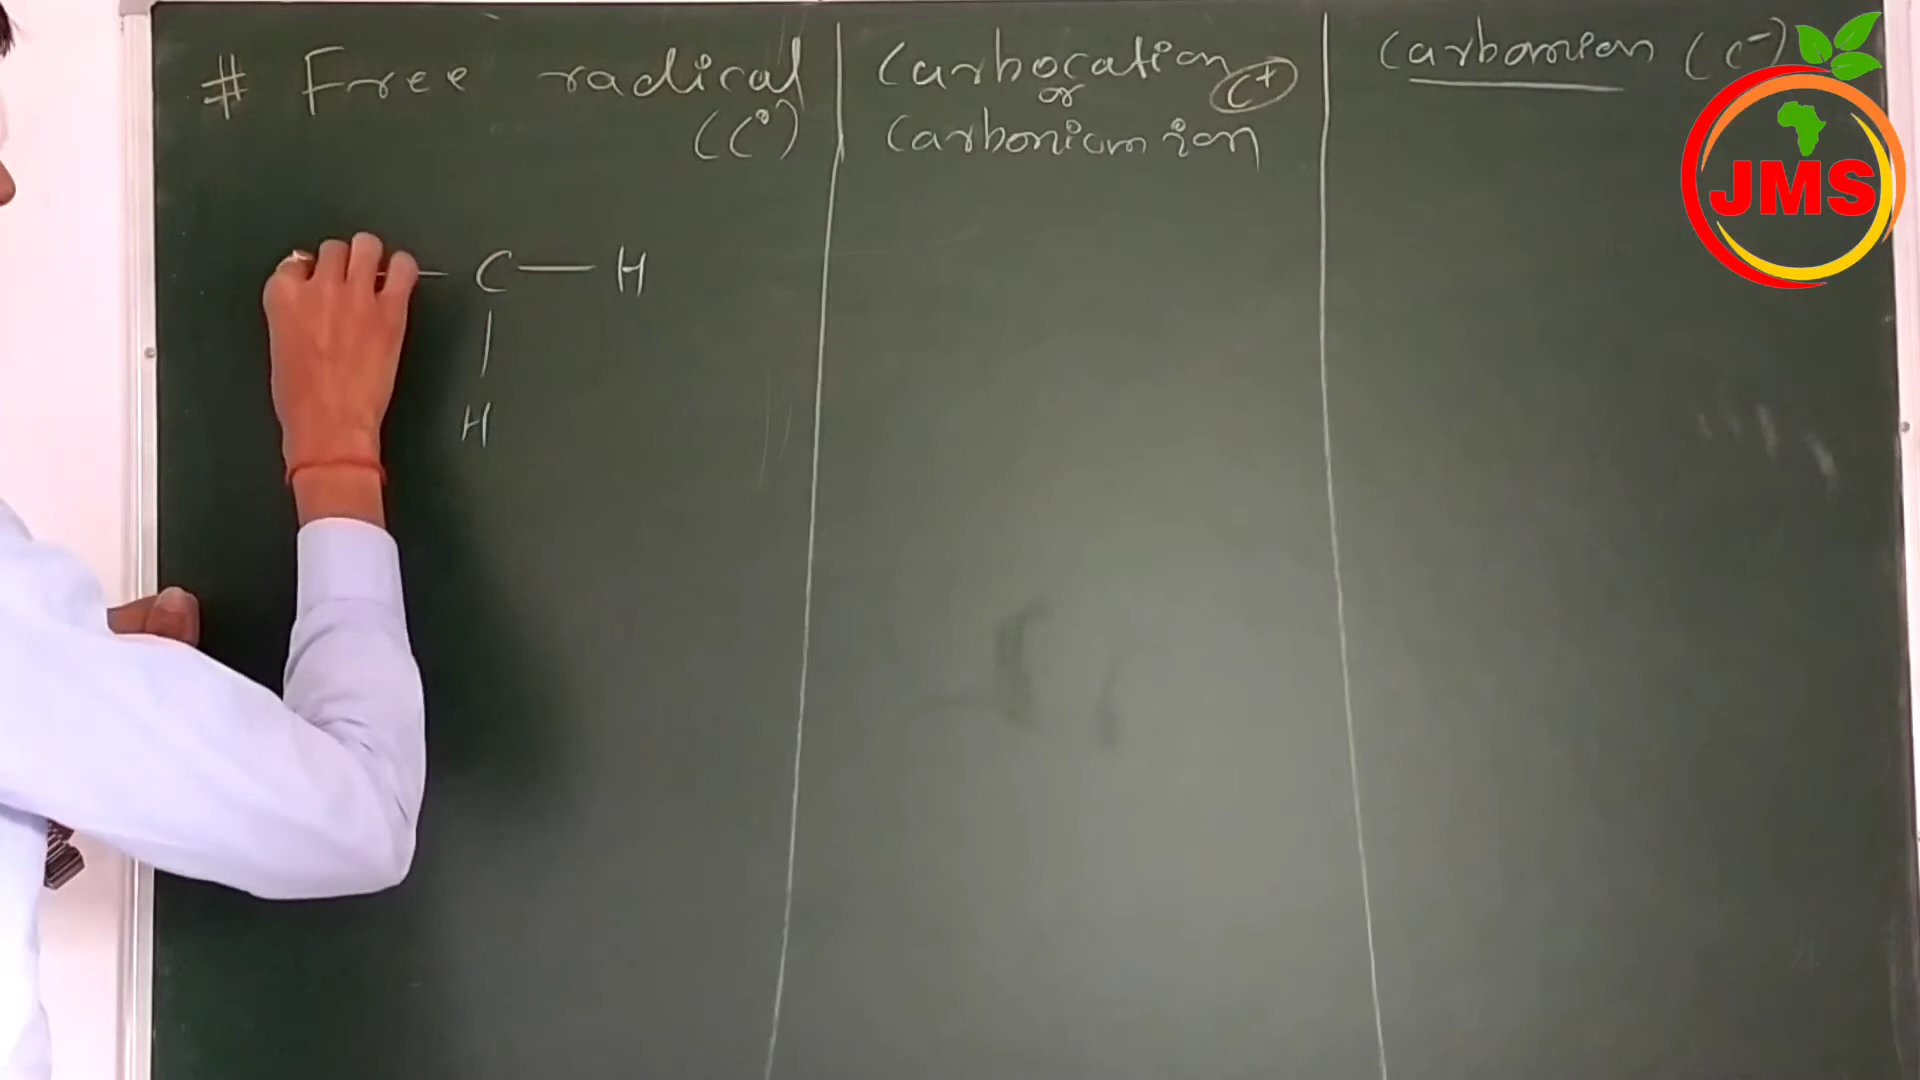 # Free radical
(C•)
Carbocation C+
or
Carbonium ion
Carbanion (C-)
C — H
|
H
JMS